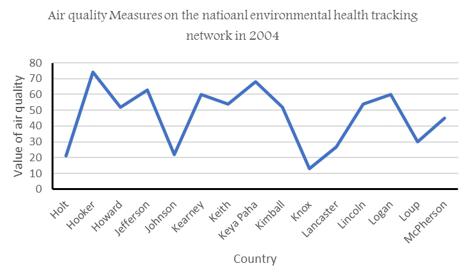 Air quality Measures on the natioanl environmental health tracking
network in 2004
Value of air quality
80
70
60
50
40
30
20
10
0
Holt
Hooker
Howard
Jefferson
Johnson
Kearney
Keith
Keya Paha
Kimball
Knox
Lancaster
Lincoln
Logan
Loup
McPherson
Country